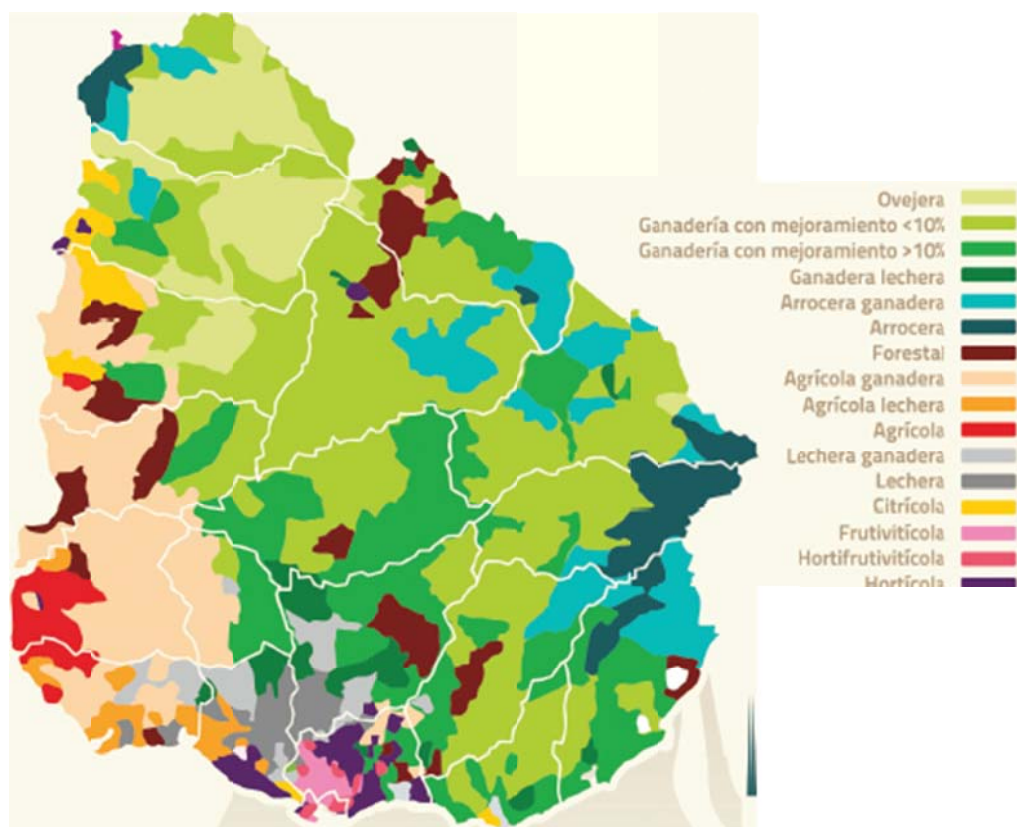 Ovejera
Ganadería con mejoramiento <10%
Ganadería con mejoramiento >10%
Ganadera lechera
Arrocera ganadera
Arrocera
Forestal
Agrícola ganadera
Agrícola lechera
Agrícola
Lechera ganadera
Lechera
Citrícola
Frutivitícola
Hortifrutivitícola
Hortícola